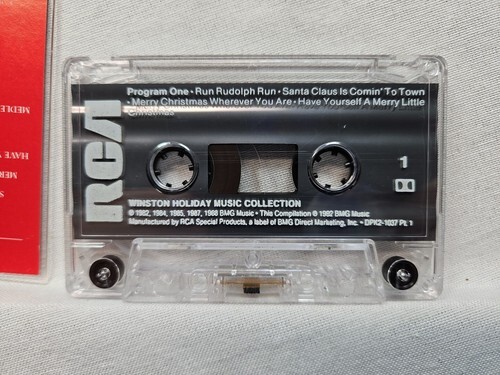 Program One • Run Rudolph Run • Santa Claus Is Comin' To Town
• Merry Christmas Wherever You Are • Have Yourself A Merry Little
Christmas
RCA
1
WINSTON HOLIDAY MUSIC COLLECTION
℗ 1982, 1984, 1985, 1987, 1988 BMG Music • This Compilation ℗ 1992 BMG Music
Manufactured by RCA Special Products, a label of BMG Direct Marketing, Inc. • DPK2-1037 Pt. 1
MEDLE
HAVE